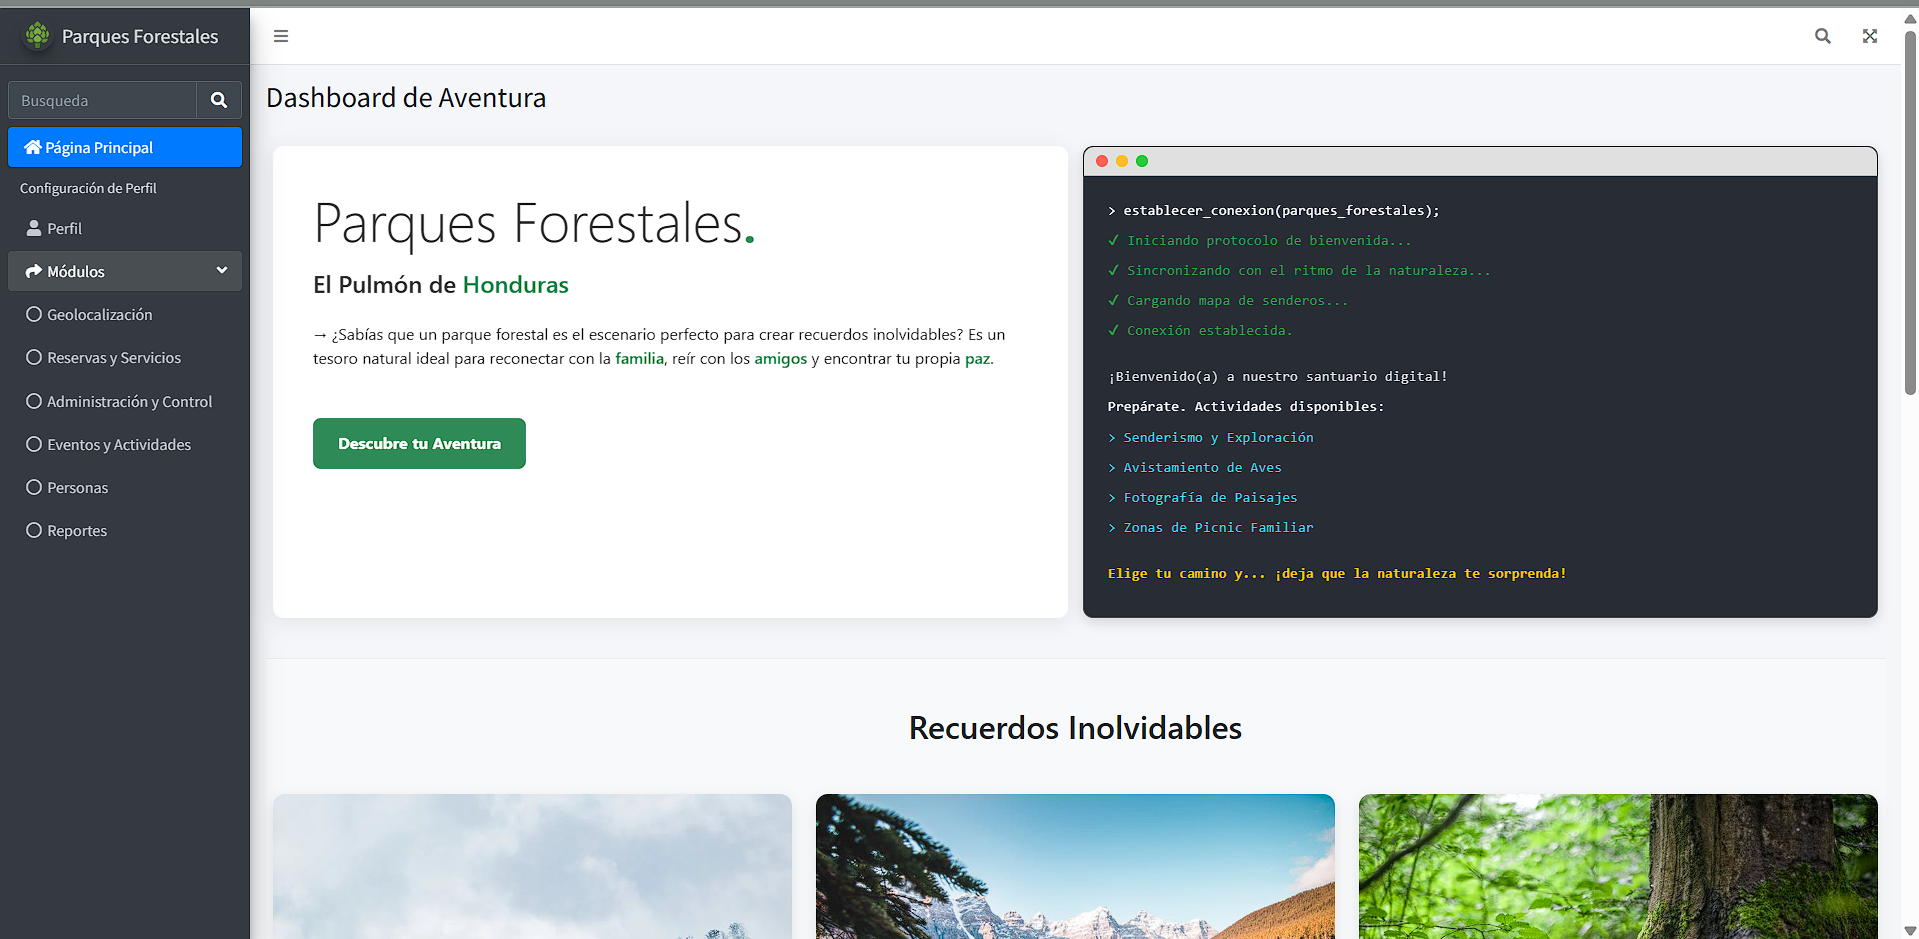 Parques Forestales
Busqueda
Página Principal
Configuración de Perfil
Perfil
Módulos
Geolocalización
Reservas y Servicios
Administración y Control
Eventos y Actividades
Personas
Reportes
Dashboard de Aventura
Parques Forestales.
El Pulmón de Honduras
→ ¿Sabías que un parque forestal es el escenario perfecto para crear recuerdos inolvidables? Es un
tesoro natural ideal para reconectar con la familia, reír con los amigos y encontrar tu propia paz.
Descubre tu Aventura
> establecer_conexion(parques_forestales);
✓ Iniciando protocolo de bienvenida...
✓ Sincronizando con el ritmo de la naturaleza...
✓ Cargando mapa de senderos...
✓ Conexión establecida.
¡Bienvenido(a) a nuestro santuario digital!
Prepárate. Actividades disponibles:
> Senderismo y Exploración
> Avistamiento de Aves
> Fotografía de Paisajes
> Zonas de Picnic Familiar
Elige tu camino y... ¡deja que la naturaleza te sorprenda!
Recuerdos Inolvidables